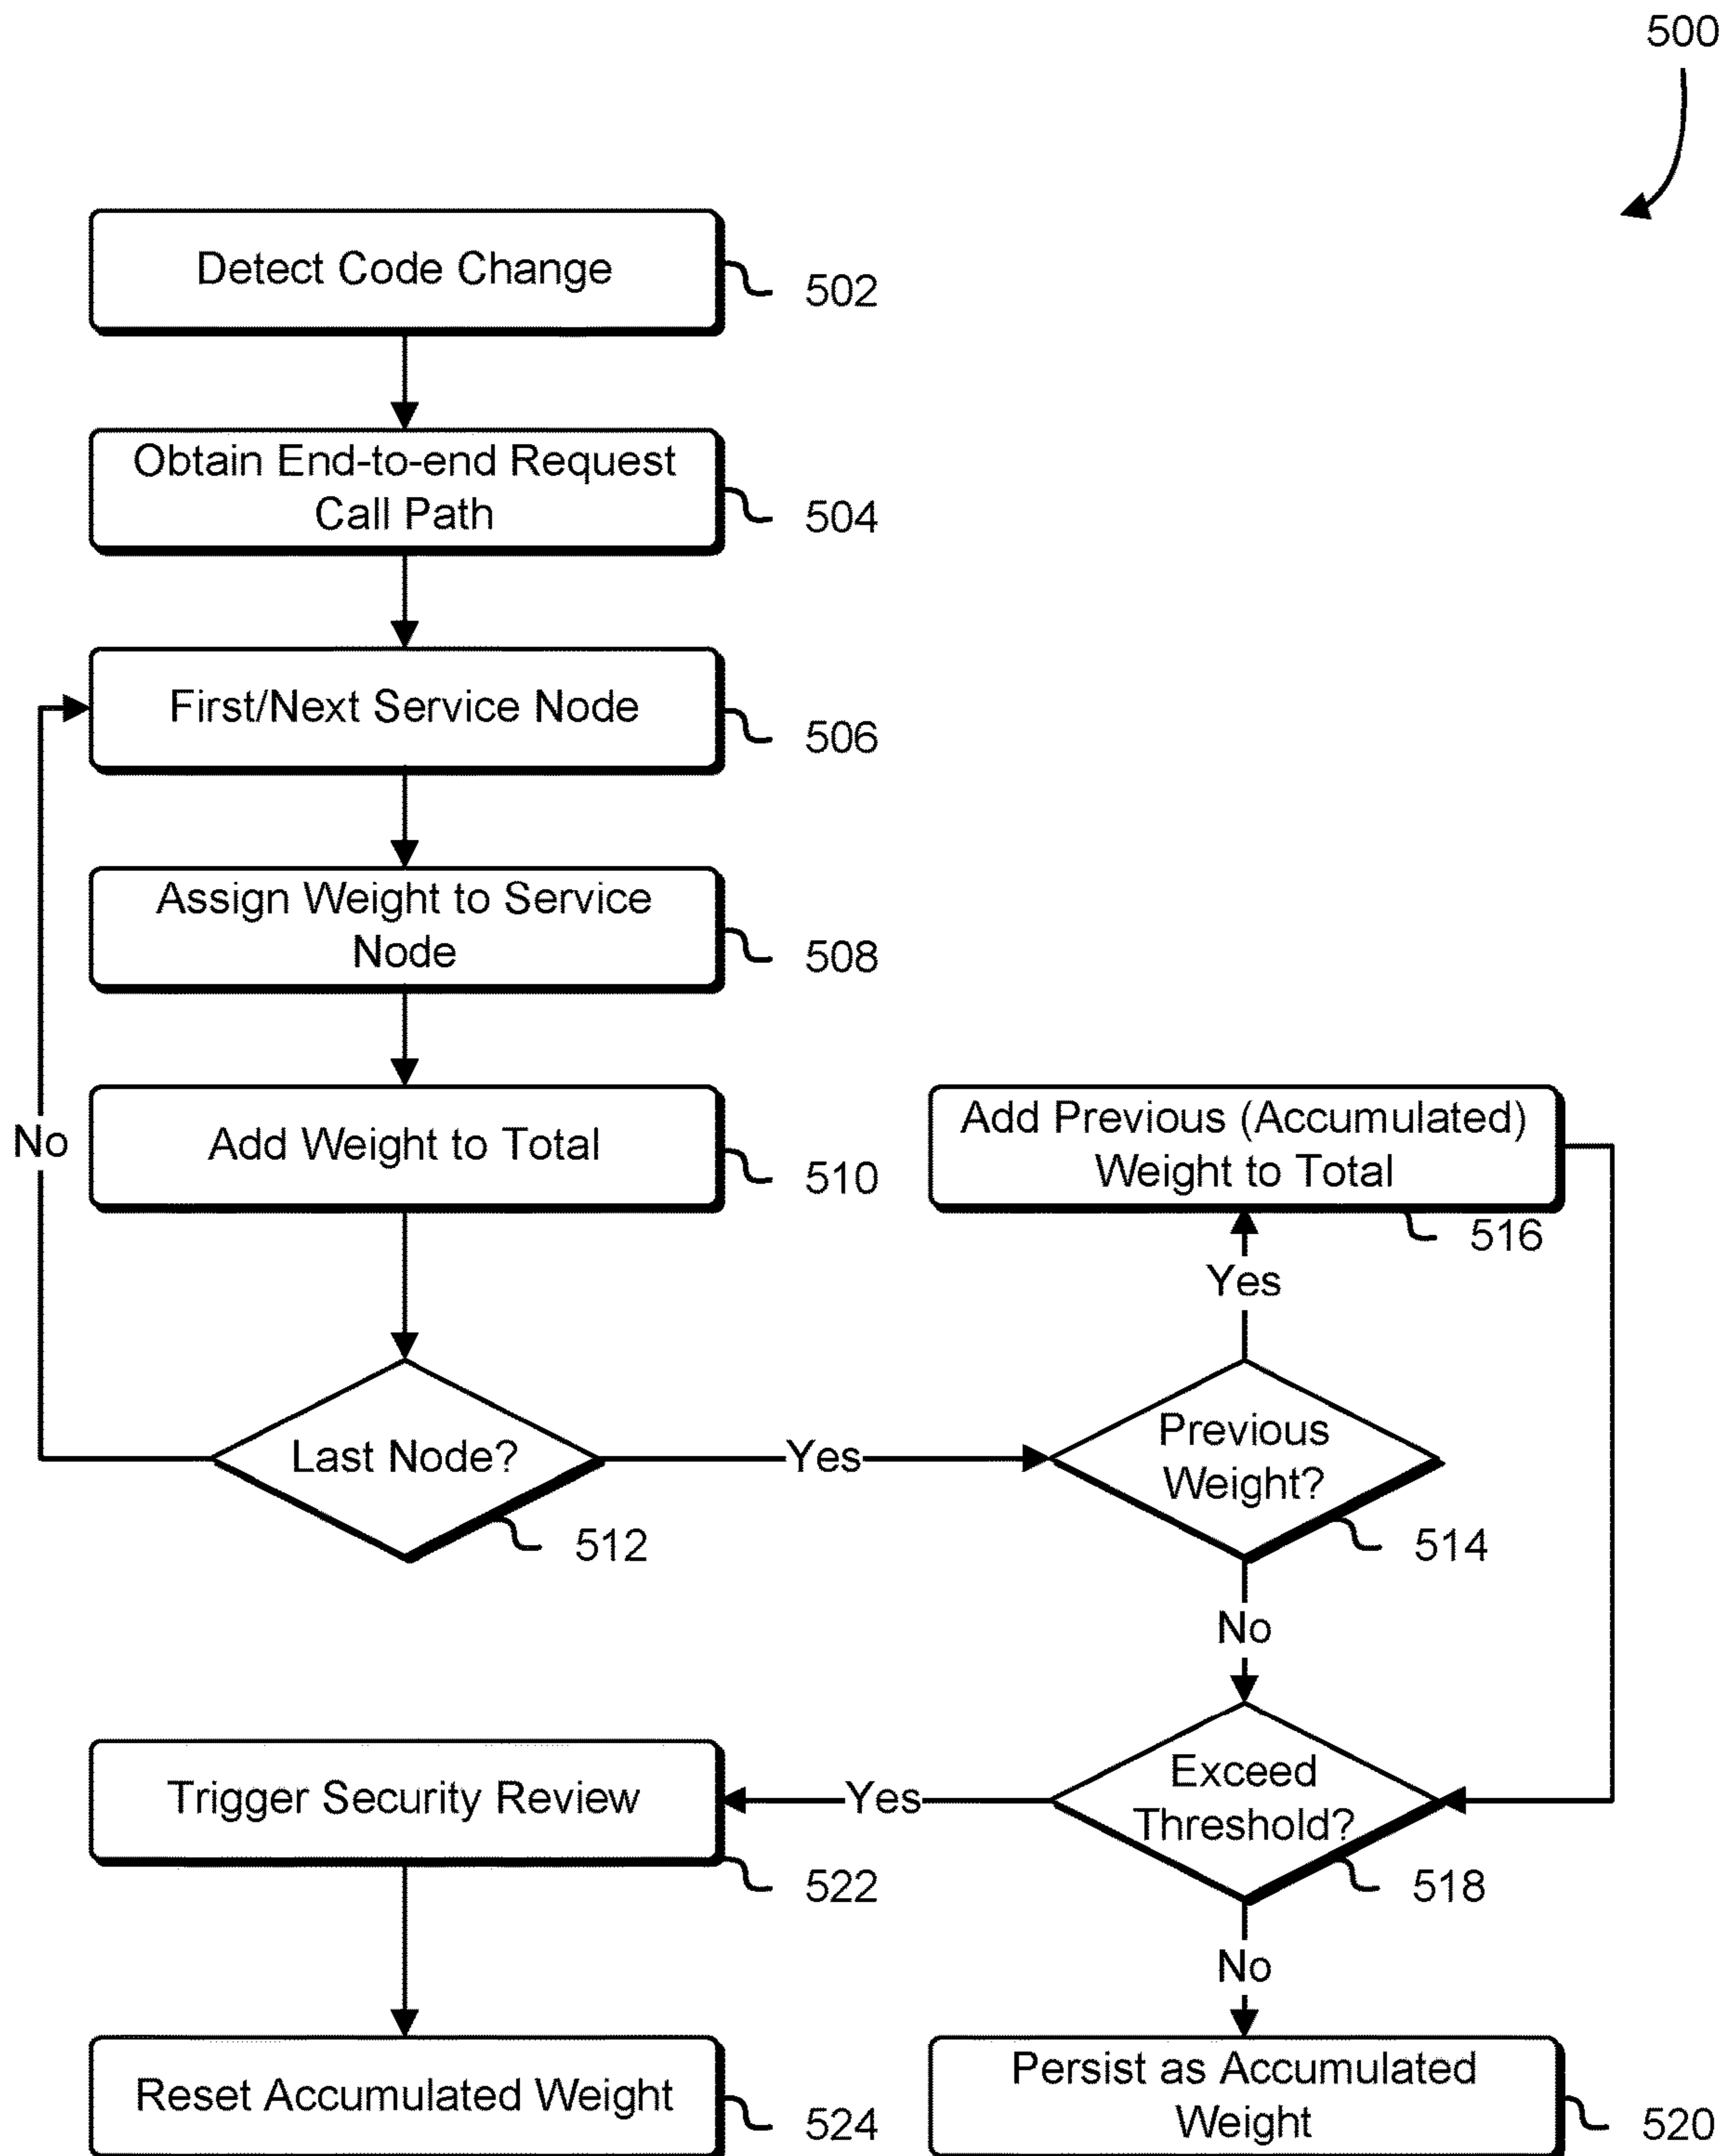 500
Detect Code Change
502
Obtain End-to-end Request
Call Path
504
First/Next Service Node
506
Assign Weight to Service
Node
508
Add Weight to Total
510
No
Last Node?
512
Yes
Previous
Weight?
514
Yes
Add Previous (Accumulated)
Weight to Total
516
No
Exceed
Threshold?
518
Yes
Trigger Security Review
522
Reset Accumulated Weight
524
No
Persist as Accumulated
Weight
520